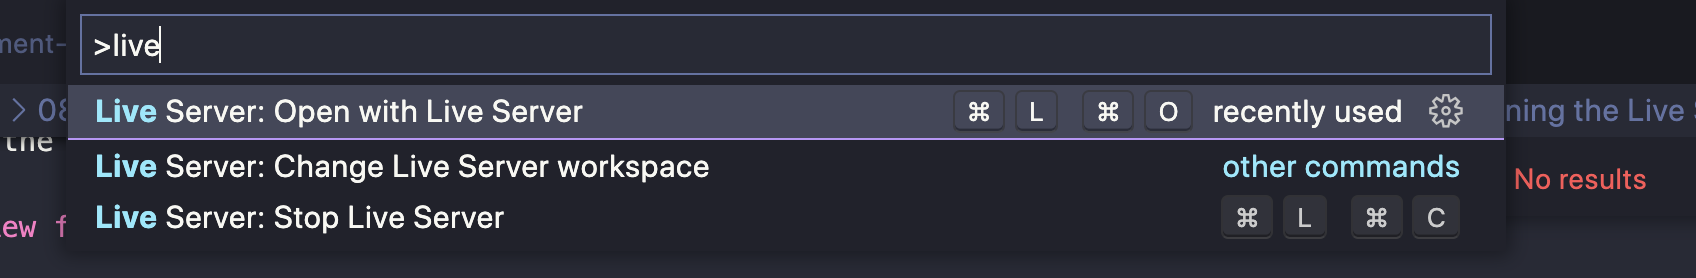 >live
ment-
Live Server: Open with Live Server ⌘ L ⌘ O recently used
> 08 ning the Live S
the
Live Server: Change Live Server workspace other commands
No results
Live Server: Stop Live Server ⌘ L ⌘ C
ew f